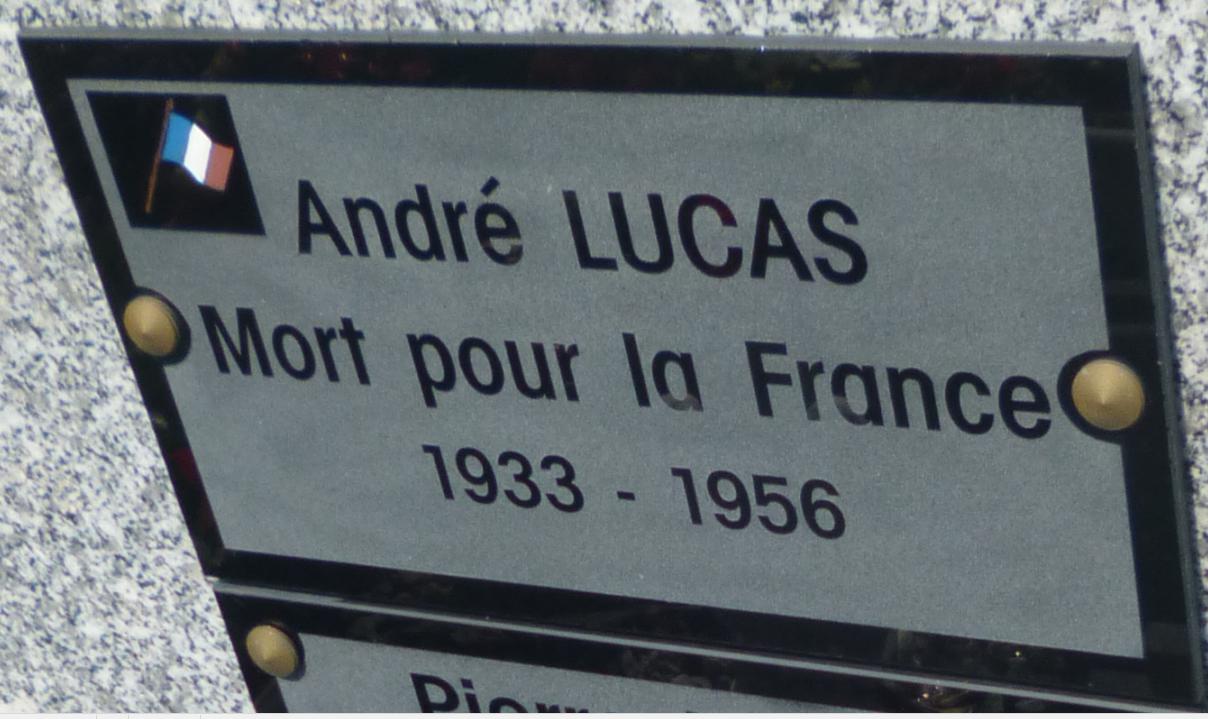 André LUCAS
Mort pour la France
1933 - 1956